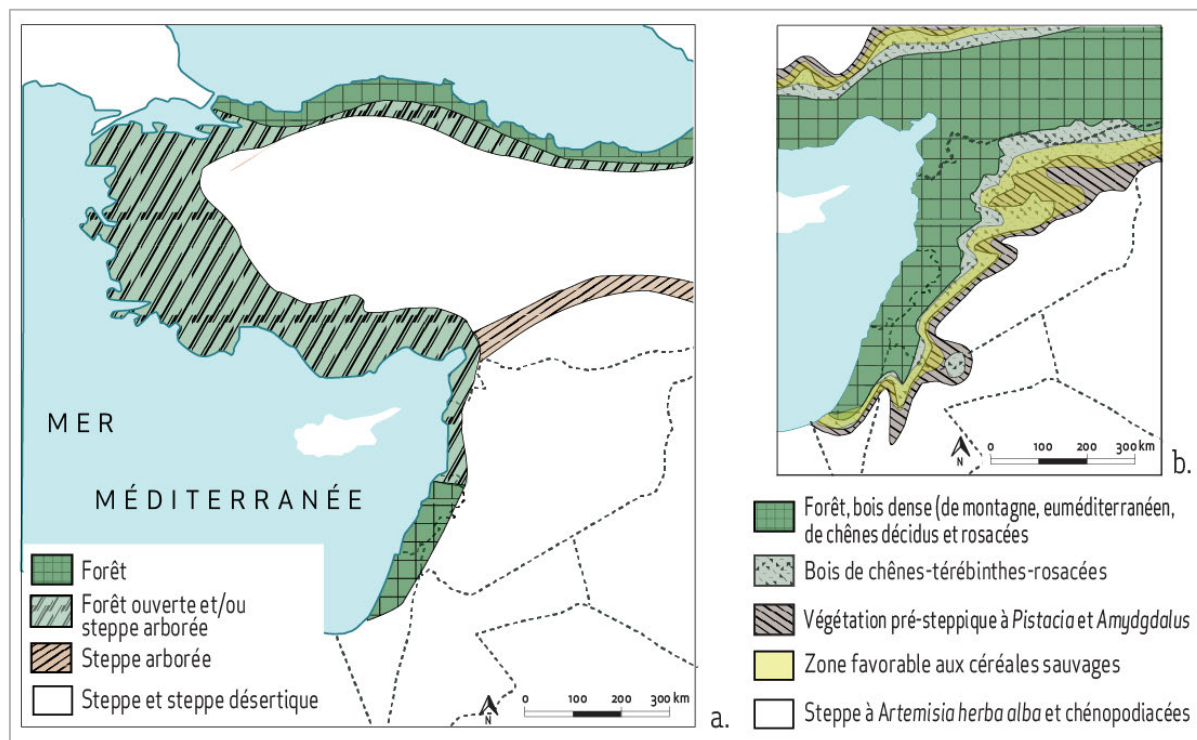 MER
MÉDITERRANÉE
Forêt
Forêt ouverte et/ou
steppe arborée
Steppe arborée
Steppe et steppe désertique
N
0 100 200 300 km
a.
N
0 100 200 300 km
b.
Forêt, bois dense (de montagne, euméditerranéen,
de chênes décidus et rosacées
Bois de chênes-térébinthes-rosacées
Végétation pré-steppique à Pistacia et Amydgdalus
Zone favorable aux céréales sauvages
Steppe à Artemisia herba alba et chénopodiacées